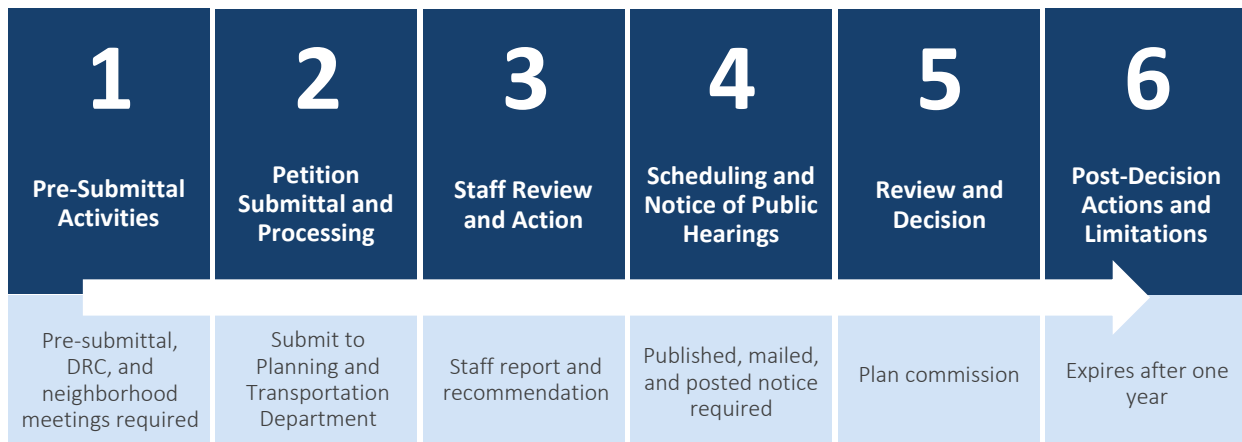 1
Pre-Submittal
Activities
Pre-submittal,
DRC, and
neighborhood
meetings required
2
Petition
Submittal and
Processing
Submit to
Planning and
Transportation
Department
3
Staff Review
and Action
Staff report and
recommendation
4
Scheduling and
Notice of Public
Hearings
Published, mailed,
and posted notice
required
5
Review and
Decision
Plan commission
6
Post-Decision
Actions and
Limitations
Expires after one
year